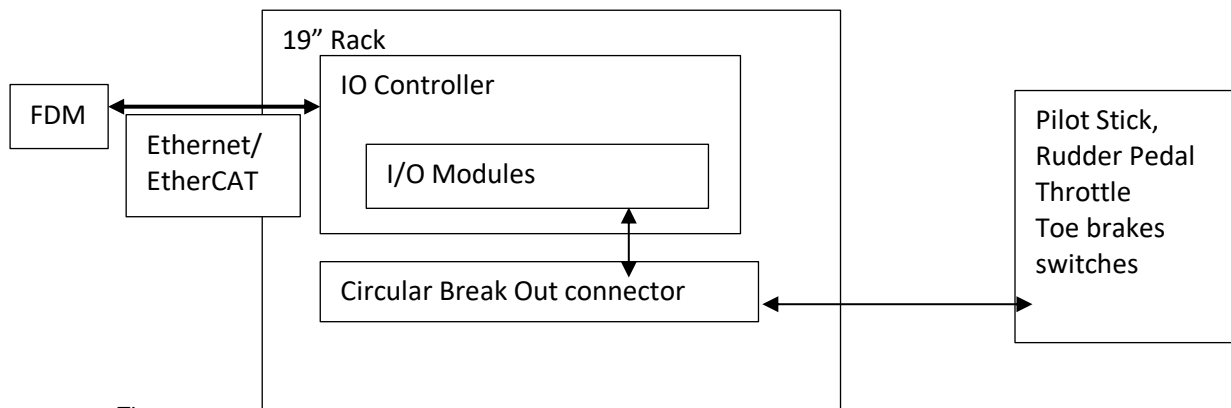 19” Rack
IO Controller
FDM
Ethernet/
EtherCAT
I/O Modules
Circular Break Out connector
Pilot Stick,
Rudder Pedal
Throttle
Toe brakes
switches